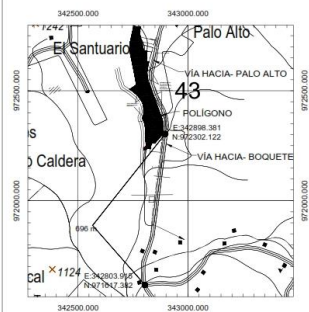 342500.000
343000.000
1242
Palo Alto
El Santuario
VÍA HACIA- PALO ALTO
972500.000
43
972500.000
POLÍGONO
E:342898.381
N:972302.122
VÍA HACIA- BOQUETE
os
o Caldera
972000.000
972000.000
696 m
cal
1124
E:342803.918
N:971617.382
342500.000
343000.000